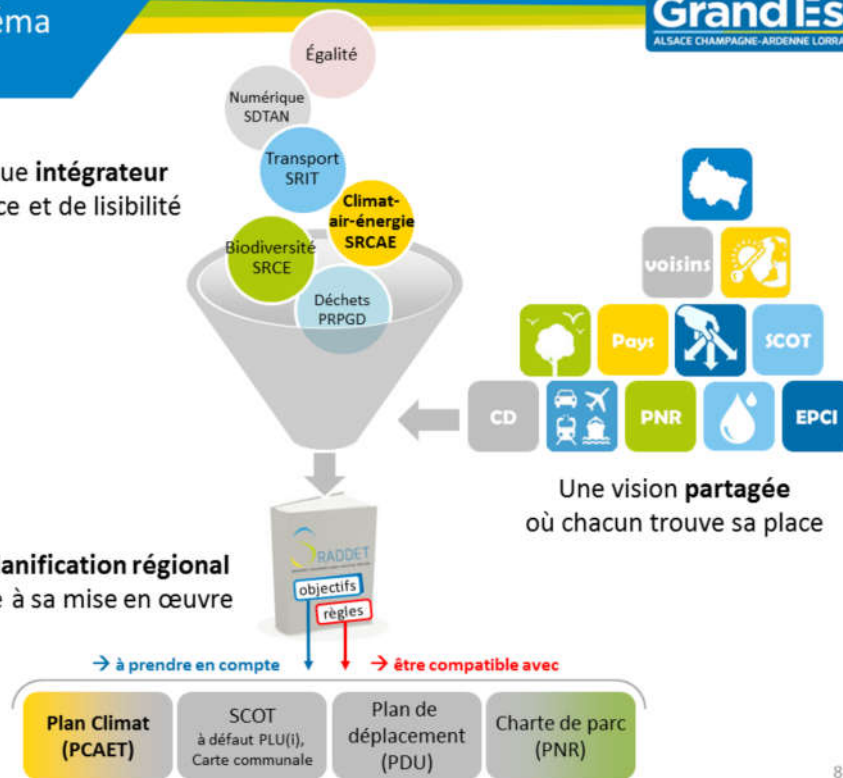 éma
Grand Es
ALSACE CHAMPAGNE-ARDENNE LORRA
Égalité
Numérique
SDTAN
Transport
SRIT
Climat-
air-énergie
SRCAE
Biodiversité
SRCE
Déchets
PRPGD
ue intégrateur
ce et de lisibilité
voisins
Pays
SCOT
CD
PNR
EPCI
Une vision partagée
où chacun trouve sa place
SRADDET
objectifs
règles
lanification régional
e à sa mise en œuvre
→ à prendre en compte
→ être compatible avec
Plan Climat
(PCAET)
SCOT
à défaut PLU(i),
Carte communale
Plan de
déplacement
(PDU)
Charte de parc
(PNR)
8